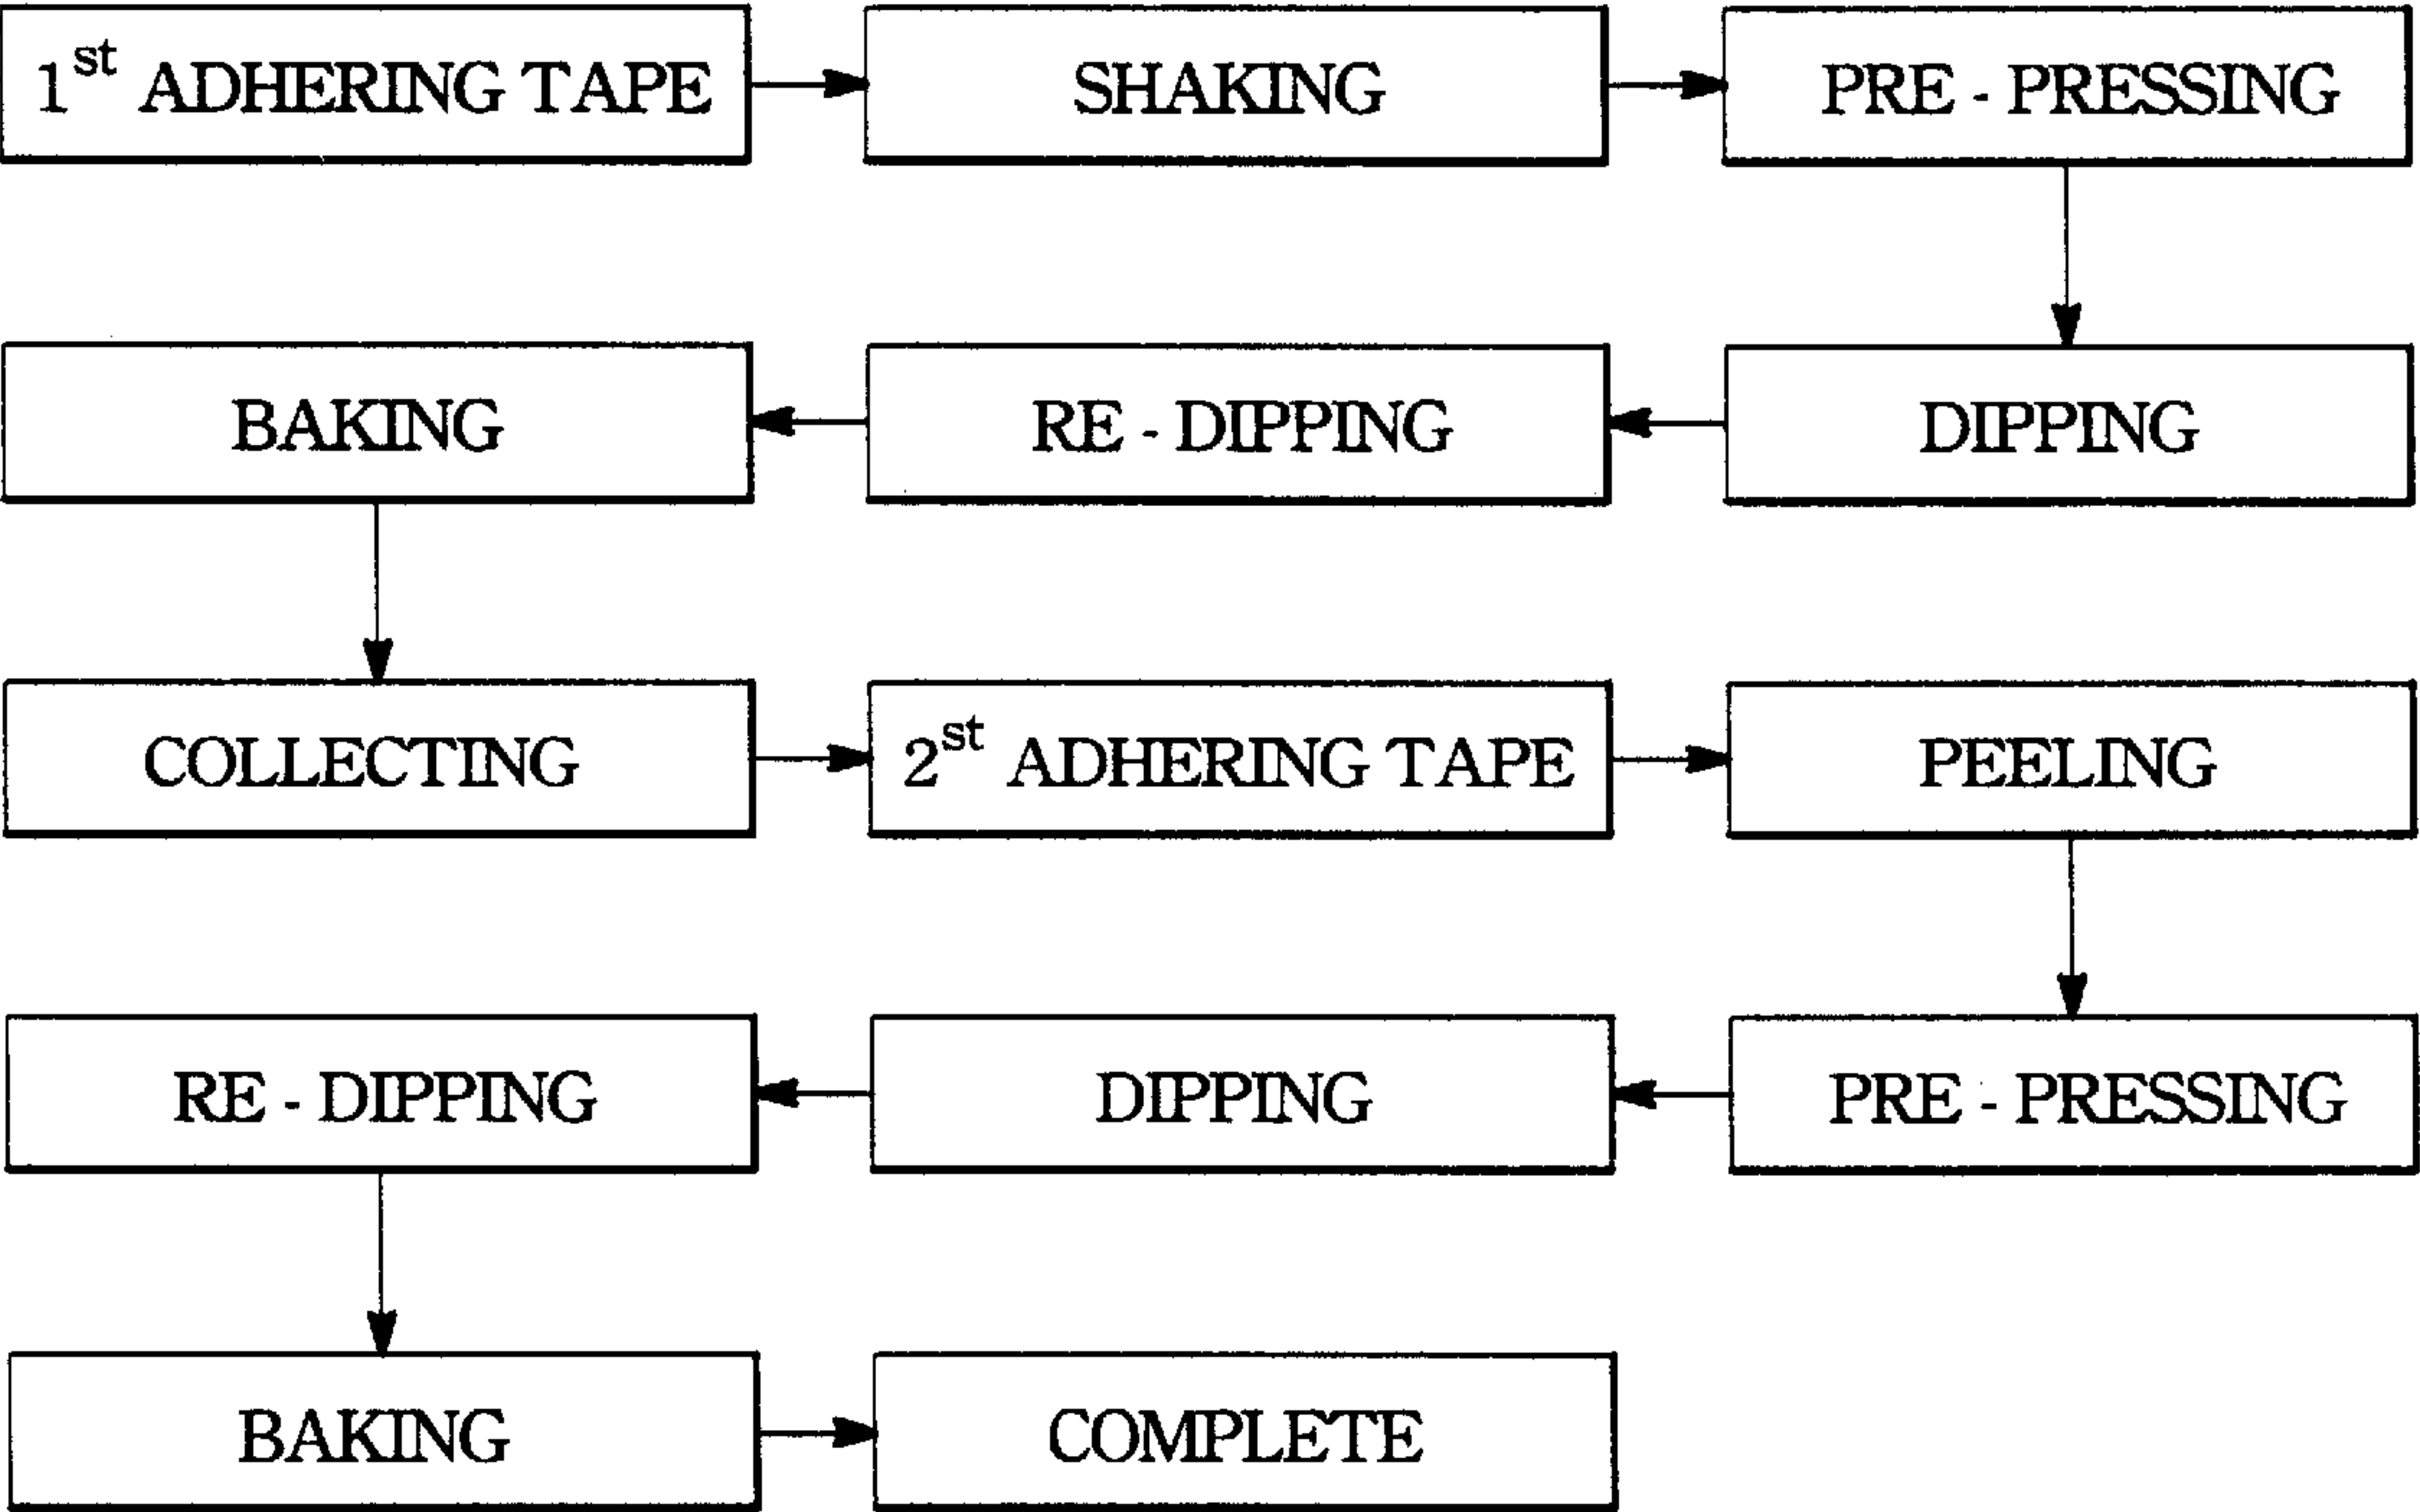 1st ADHERING TAPE
SHAKING
PRE - PRESSING
DIPPING
RE - DIPPING
BAKING
COLLECTING
2st ADHERING TAPE
PEELING
PRE - PRESSING
DIPPING
RE - DIPPING
BAKING
COMPLETE